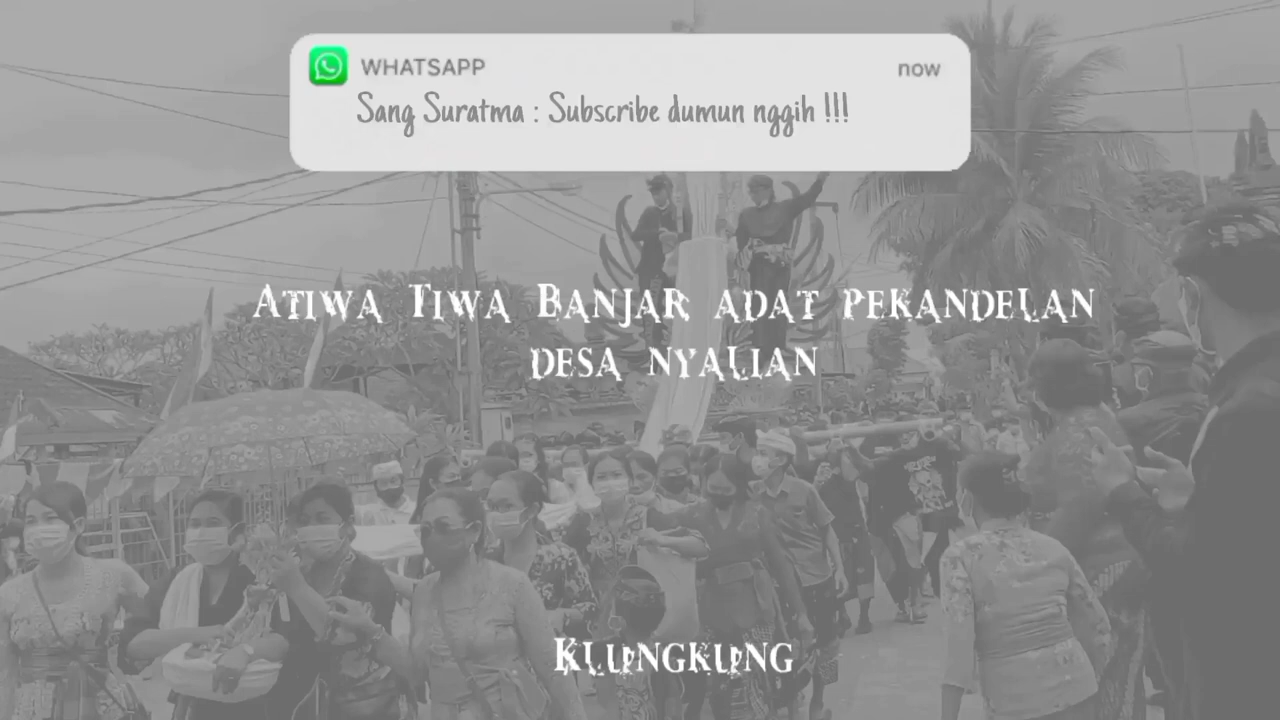 WHATSAPP now
Sang Suratma : Subscribe dumun nggih !!!
ATIWA TIWA BANJAR ADAT PEKANDELAN
DESA NYALIAN
KLUNGKUNG